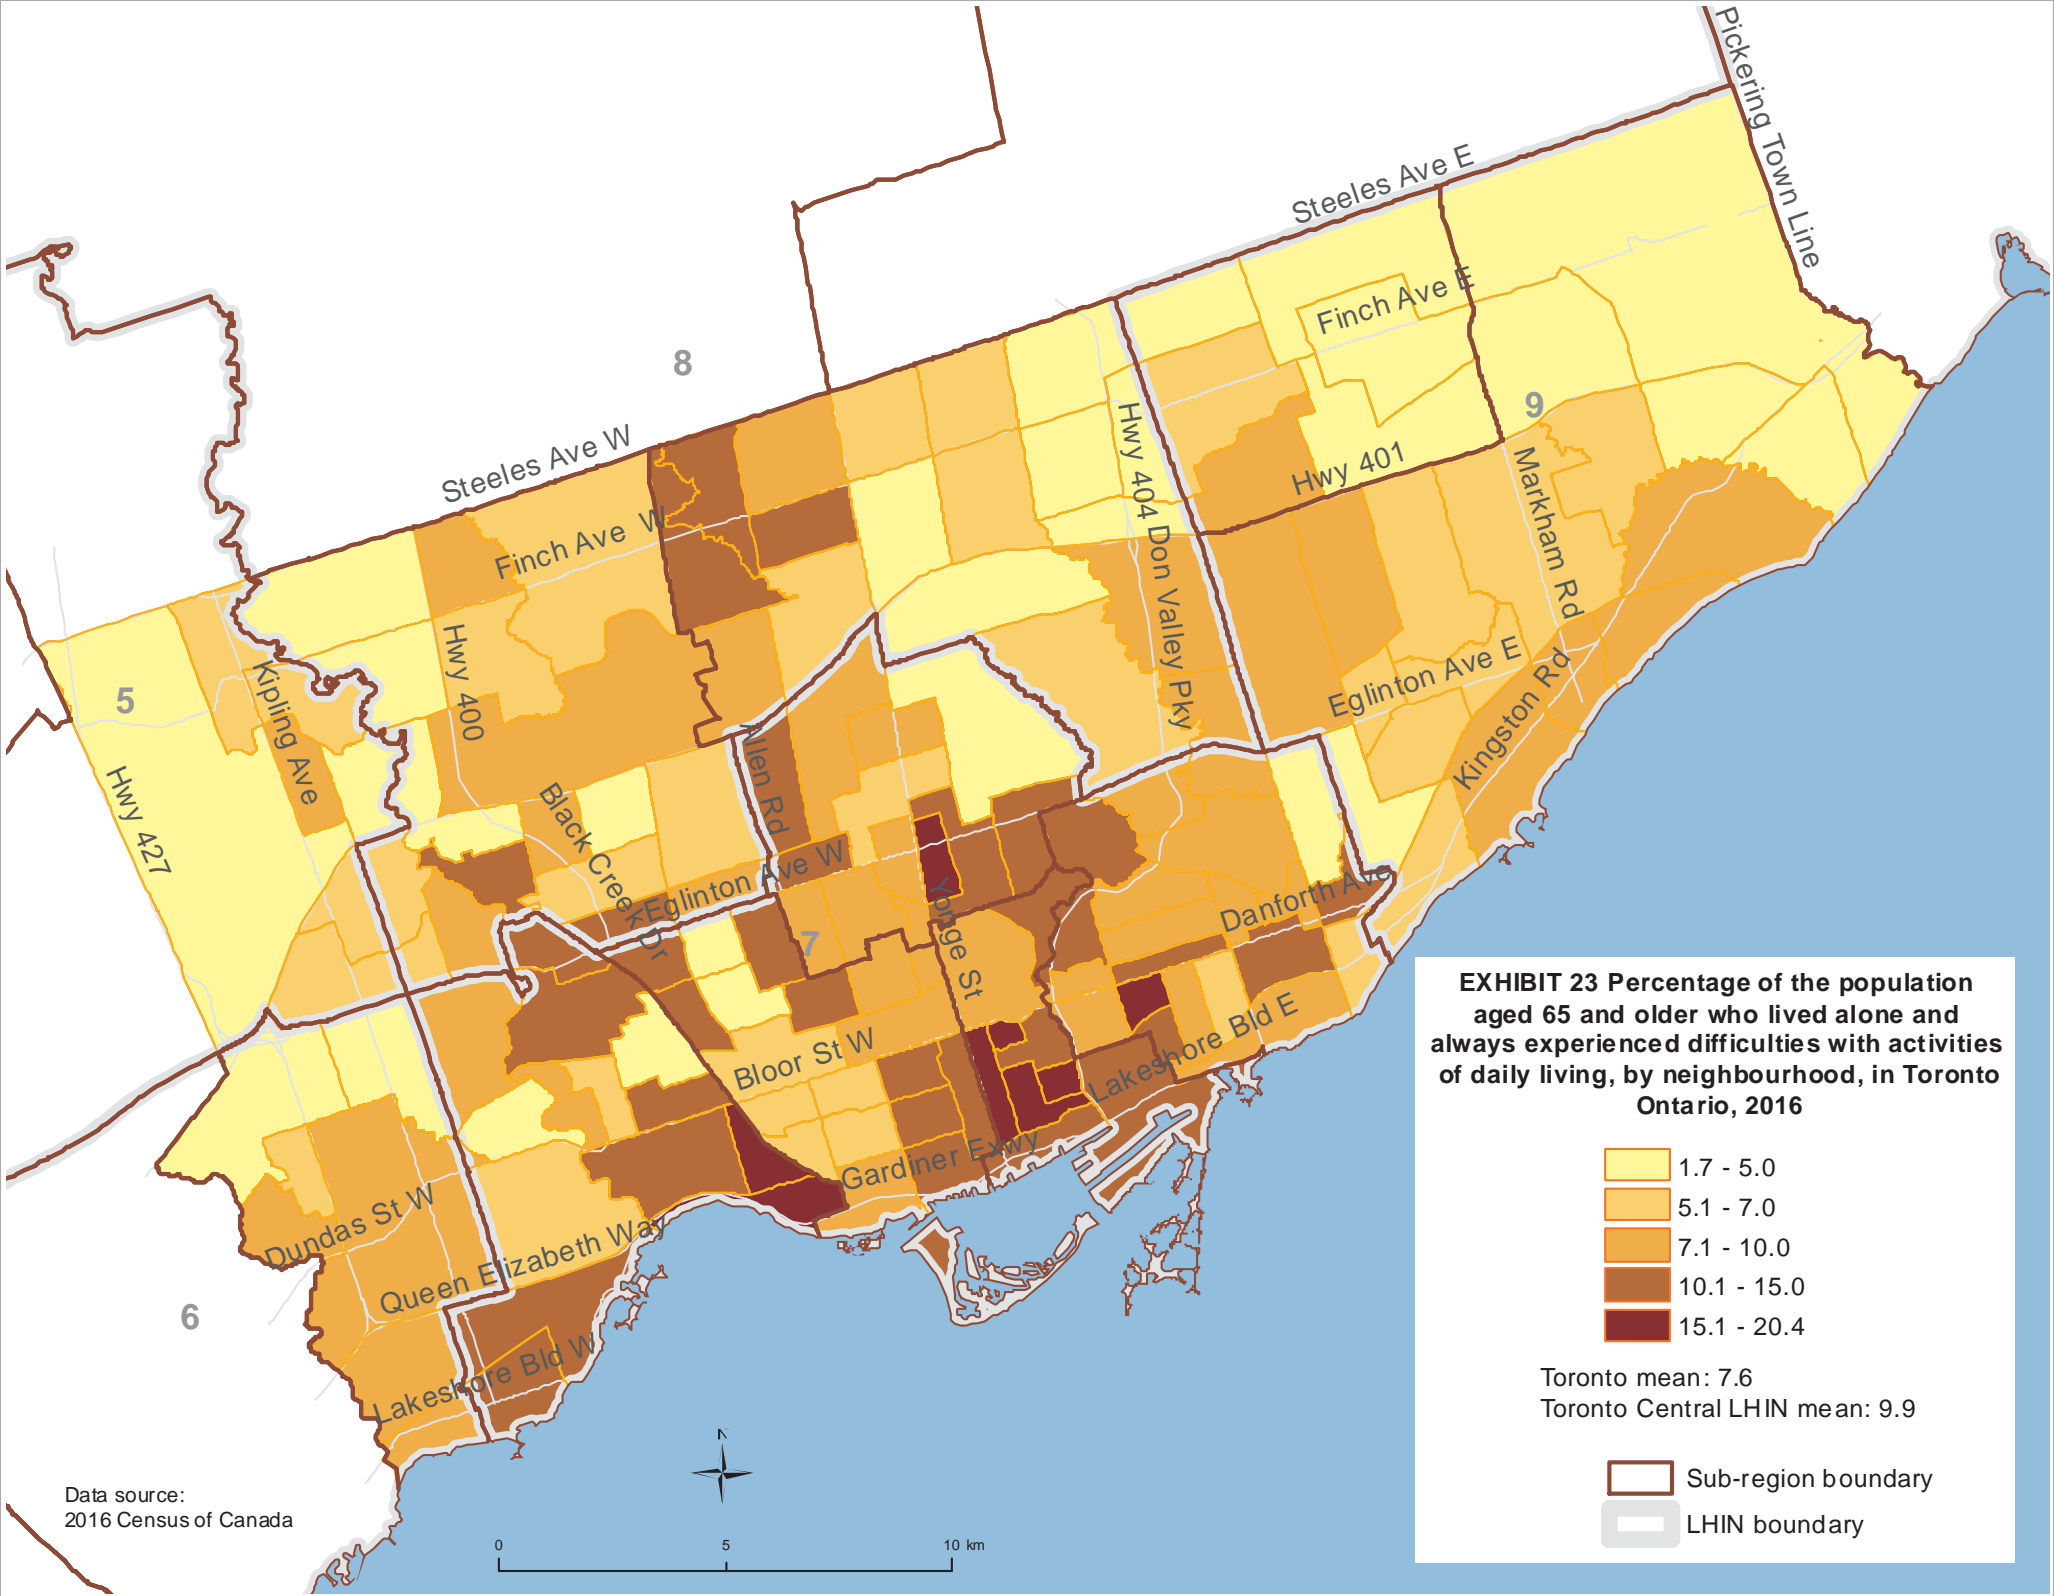 Pickering Town Line
Steeles Ave E
Finch Ave E
8
9
Hwy 404
Hwy 401
Markham Rd
Steeles Ave W
Finch Ave W
Don Valley Pky
Hwy 400
Kipling Ave
5
Eglinton Ave E
Kingston Rd
Hwy 427
Allen Rd
Black Creek Dr
Eglinton Ave W
Yonge St
Danforth Ave
7
Bloor St W
Lakeshore Bld E
Gardiner Exwy
Dundas St W
Queen Elizabeth Way
6
Lakeshore Bld W
EXHIBIT 23 Percentage of the population
aged 65 and older who lived alone and
always experienced difficulties with activities
of daily living, by neighbourhood, in Toronto
Ontario, 2016
1.7 - 5.0
5.1 - 7.0
7.1 - 10.0
10.1 - 15.0
15.1 - 20.4
Toronto mean: 7.6
Toronto Central LHIN mean: 9.9
Sub-region boundary
LHIN boundary
N
Data source:
2016 Census of Canada
0 5 10 km